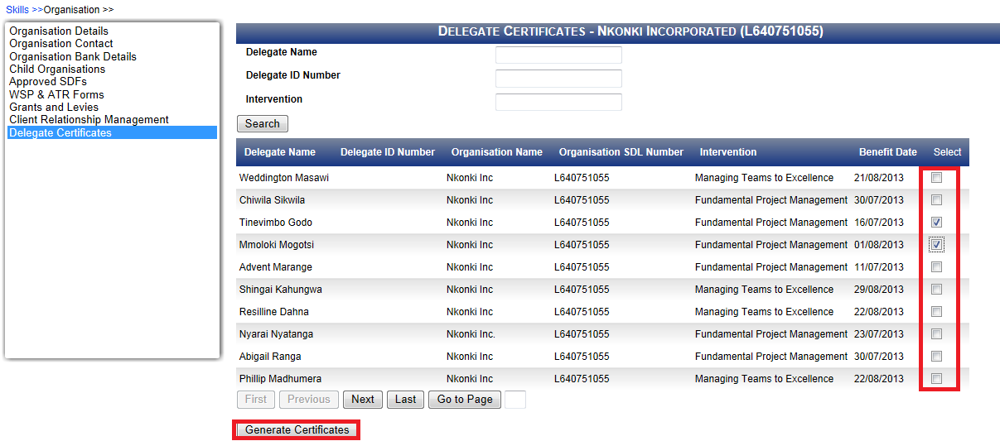 Skills >>Organisation >>
Organisation Details
Organisation Contact
Organisation Bank Details
Child Organisations
Approved SDFs
WSP & ATR Forms
Grants and Levies
Client Relationship Management
Delegate Certificates
DELEGATE CERTIFICATES - NKONKI INCORPORATED (L640751055)
Delegate Name
Delegate ID Number
Intervention
Search
Delegate Name Delegate ID Number Organisation Name Organisation SDL Number Intervention Benefit Date Select
Weddington Masawi Nkonki Inc L640751055 Managing Teams to Excellence 21/08/2013
Chiwila Sikwila Nkonki Inc L640751055 Fundamental Project Management 30/07/2013
Tinevimbo Godo Nkonki Inc L640751055 Fundamental Project Management 16/07/2013
Mmoloki Mogotsi Nkonki Inc L640751055 Fundamental Project Management 01/08/2013
Advent Marange Nkonki Inc L640751055 Fundamental Project Management 11/07/2013
Shingai Kahungwa Nkonki Inc L640751055 Managing Teams to Excellence 29/08/2013
Resilline Dahna Nkonki Inc L640751055 Managing Teams to Excellence 22/08/2013
Nyarai Nyatanga Nkonki Inc. L640751055 Fundamental Project Management 23/07/2013
Abigail Ranga Nkonki Inc L640751055 Fundamental Project Management 30/07/2013
Phillip Madhumera Nkonki Inc L640751055 Managing Teams to Excellence 22/08/2013
First Previous Next Last Go to Page
Generate Certificates